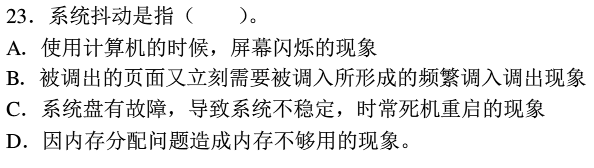 23．系统抖动是指（　　）。
A．使用计算机的时候，屏幕闪烁的现象
B．被调出的页面又立刻需要被调入所形成的频繁调入调出现象
C．系统盘有故障，导致系统不稳定，时常死机重启的现象
D．因内存分配问题造成内存不够用的现象。